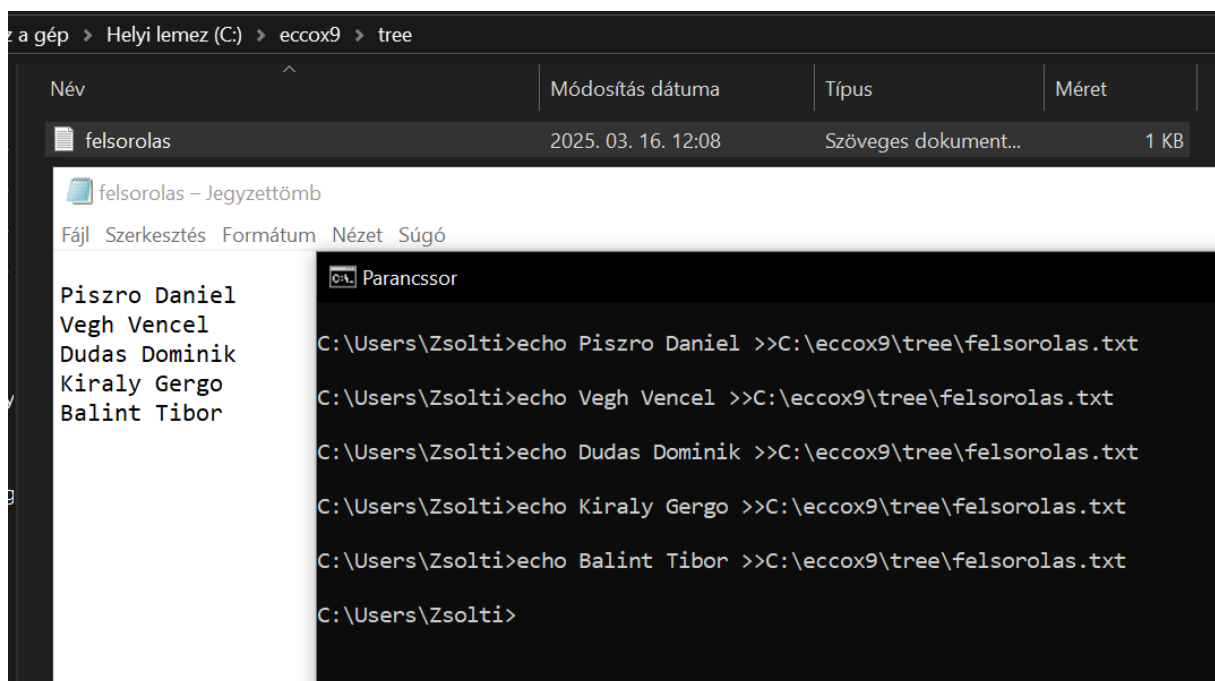 z a gép > Helyi lemez (C:) > eccox9 > tree
Név Módosítás dátuma Típus Méret
felsorolas 2025. 03. 16. 12:08 Szöveges dokument... 1 KB
felsorolas – Jegyzettömb
Fájl Szerkesztés Formátum Nézet Súgó
Piszro Daniel
Vegh Vencel
Dudas Dominik
Kiraly Gergo
Balint Tibor
Parancssor
C:\Users\Zsolti>echo Piszro Daniel >>C:\eccox9\tree\felsorolas.txt
C:\Users\Zsolti>echo Vegh Vencel >>C:\eccox9\tree\felsorolas.txt
C:\Users\Zsolti>echo Dudas Dominik >>C:\eccox9\tree\felsorolas.txt
C:\Users\Zsolti>echo Kiraly Gergo >>C:\eccox9\tree\felsorolas.txt
C:\Users\Zsolti>echo Balint Tibor >>C:\eccox9\tree\felsorolas.txt
C:\Users\Zsolti>